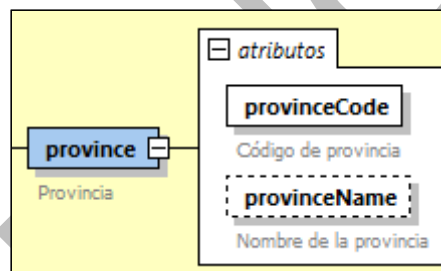 atributos
provinceCode
Código de provincia
province
Provincia
provinceName
Nombre de la provincia